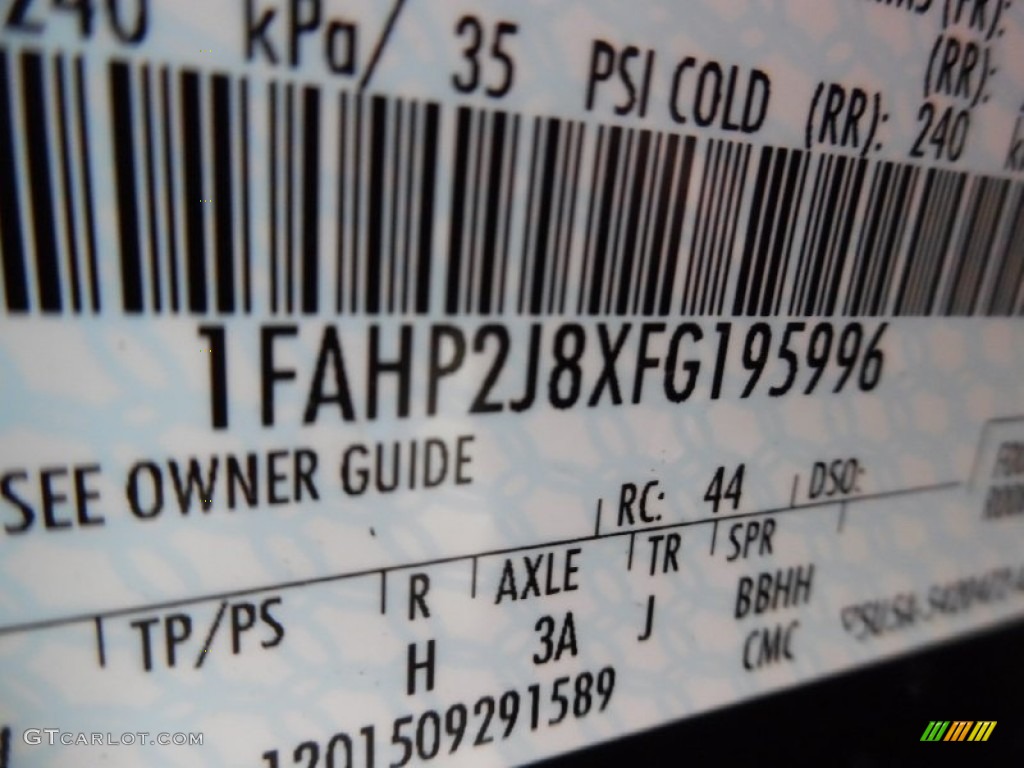 240 kPa/ 35 PSI COLD (RR): 240
(RR):
1FAHP2J8XFG195996
SEE OWNER GUIDE
RC: 44 DSO:
TP/PS R AXLE TR SPR
H 3A J BBHH
CMC
1201509291589
GTCARLOT.COM